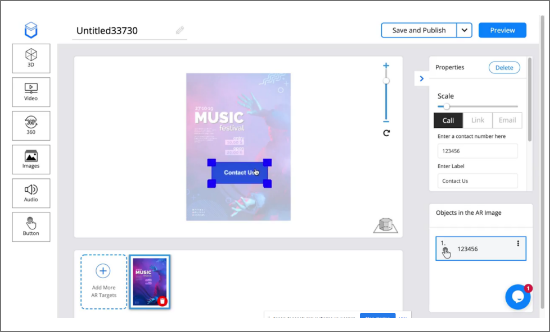 Untitled33730
Save and Publish
Preview
3D
Video
360
360
Images
Audio
Button
MUSIC
festival
Contact Us
Properties
Delete
Scale
Call
Link
Email
Enter a contact number here
123456
Enter Label
Contact Us
Objects in the AR Image
1.
123456
Add More
AR Targets
MUSIC
1